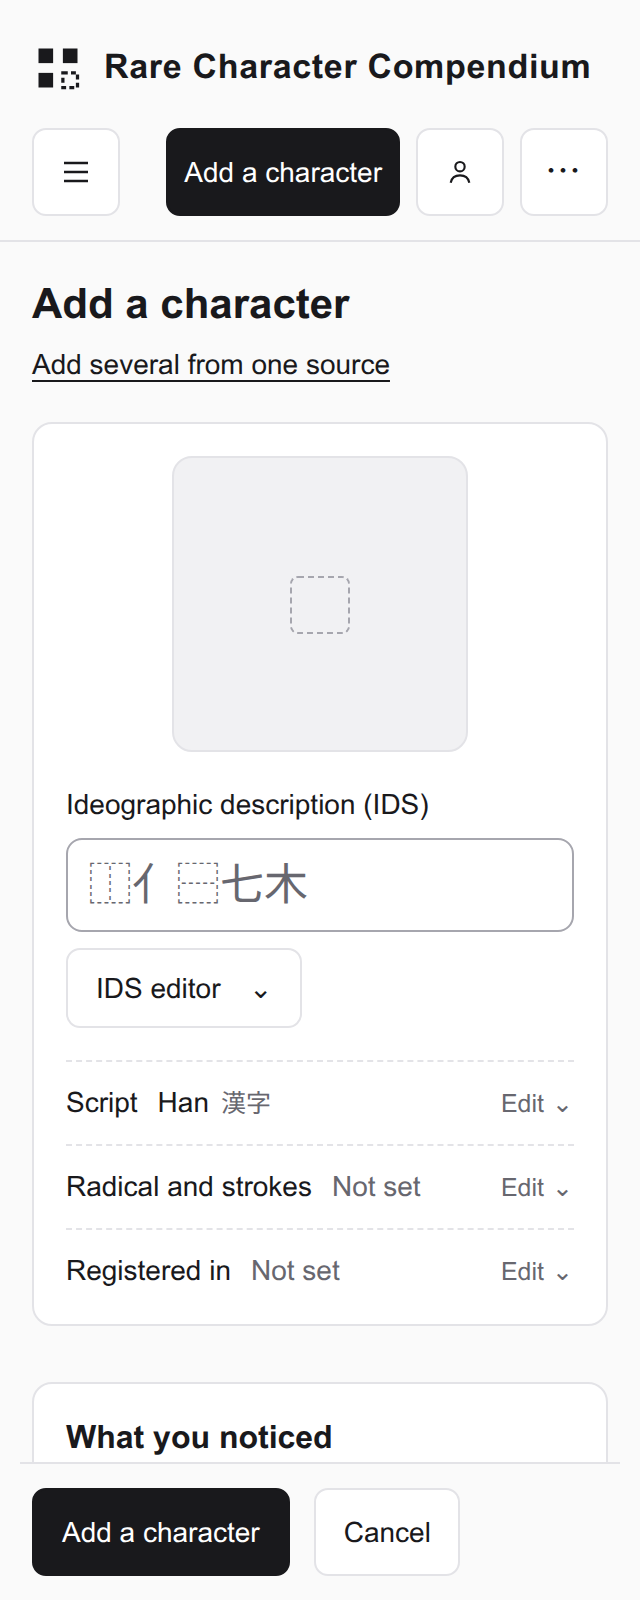 Rare Character Compendium
Add a character
Add a character
Add several from one source
Ideographic description (IDS)
⿰亻⿱七木
IDS editor
Script Han 漢字 Edit
Radical and strokes Not set Edit
Registered in Not set Edit
What you noticed
Add a character Cancel